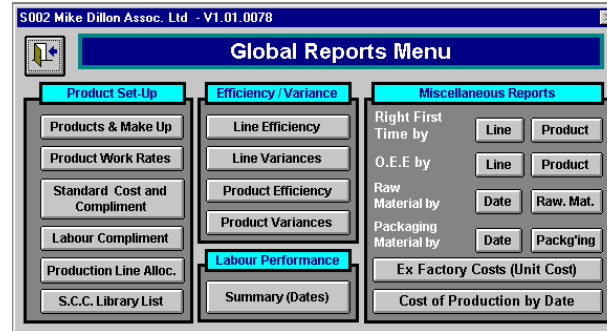 S002 Mike Dillon Assoc. Ltd - V1.01.0078
Global Reports Menu
Product Set-Up
Products & Make Up
Product Work Rates
Standard Cost and
Compliment
Labour Compliment
Production Line Alloc.
S.C.C. Library List
Efficiency / Variance
Line Efficiency
Line Variances
Product Efficiency
Product Variances
Labour Performance
Summary (Dates)
Miscellaneous Reports
Right First
Time by
Line
Product
O.E.E by
Line
Product
Raw
Material by
Date
Raw. Mat.
Packaging
Material by
Date
Packg'ing
Ex Factory Costs (Unit Cost)
Cost of Production by Date